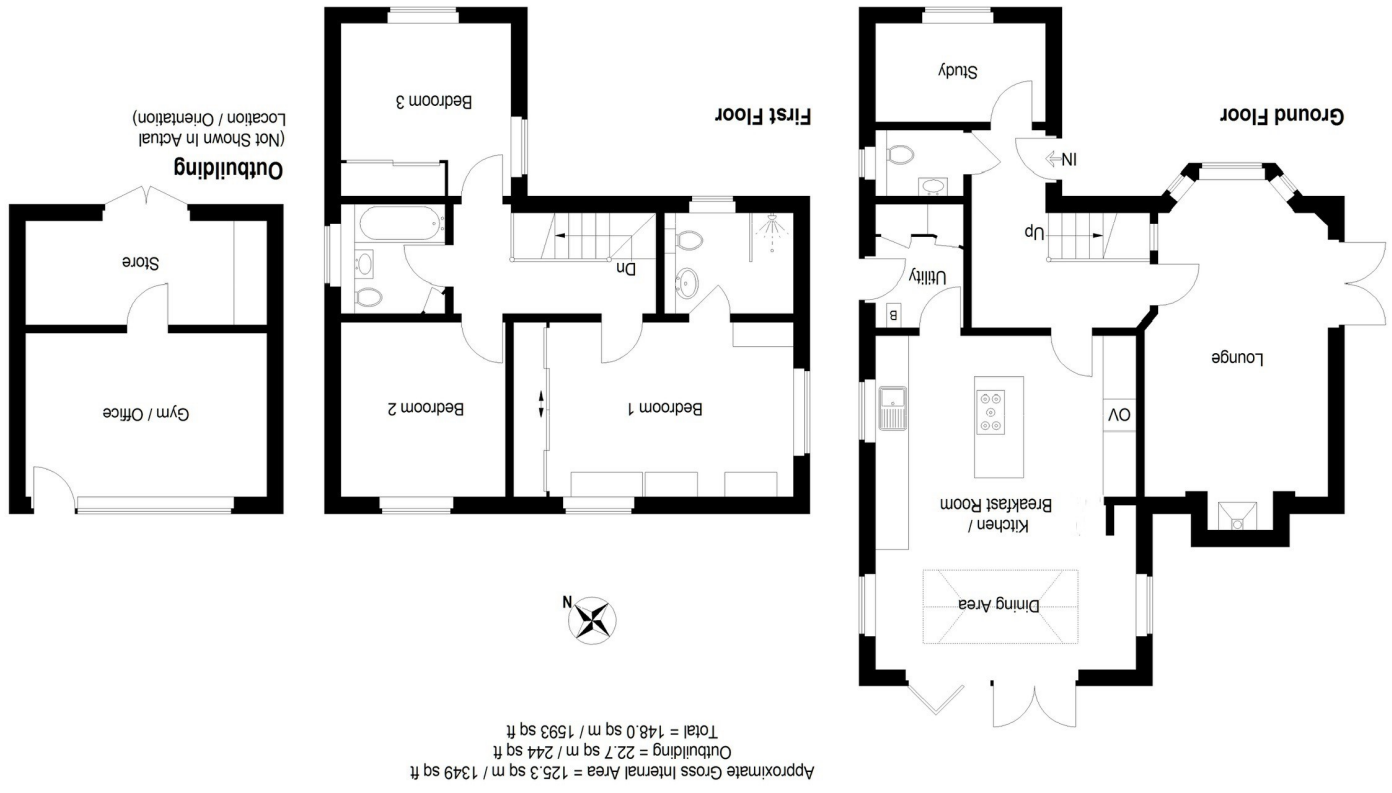 Approximate Gross Internal Area = 125.3 sq m / 1349 sq ft
Outbuilding = 22.7 sq m / 244 sq ft
Total = 148.0 sq m / 1593 sq ft
N
Dining Area
Kitchen /
Breakfast Room
OV
Lounge
B
Utility
Up
IN
Study
Ground Floor
Bedroom 1
Bedroom 2
Dn
Bedroom 3
First Floor
Gym / Office
Store
Outbuilding
(Not Shown In Actual
Location / Orientation)